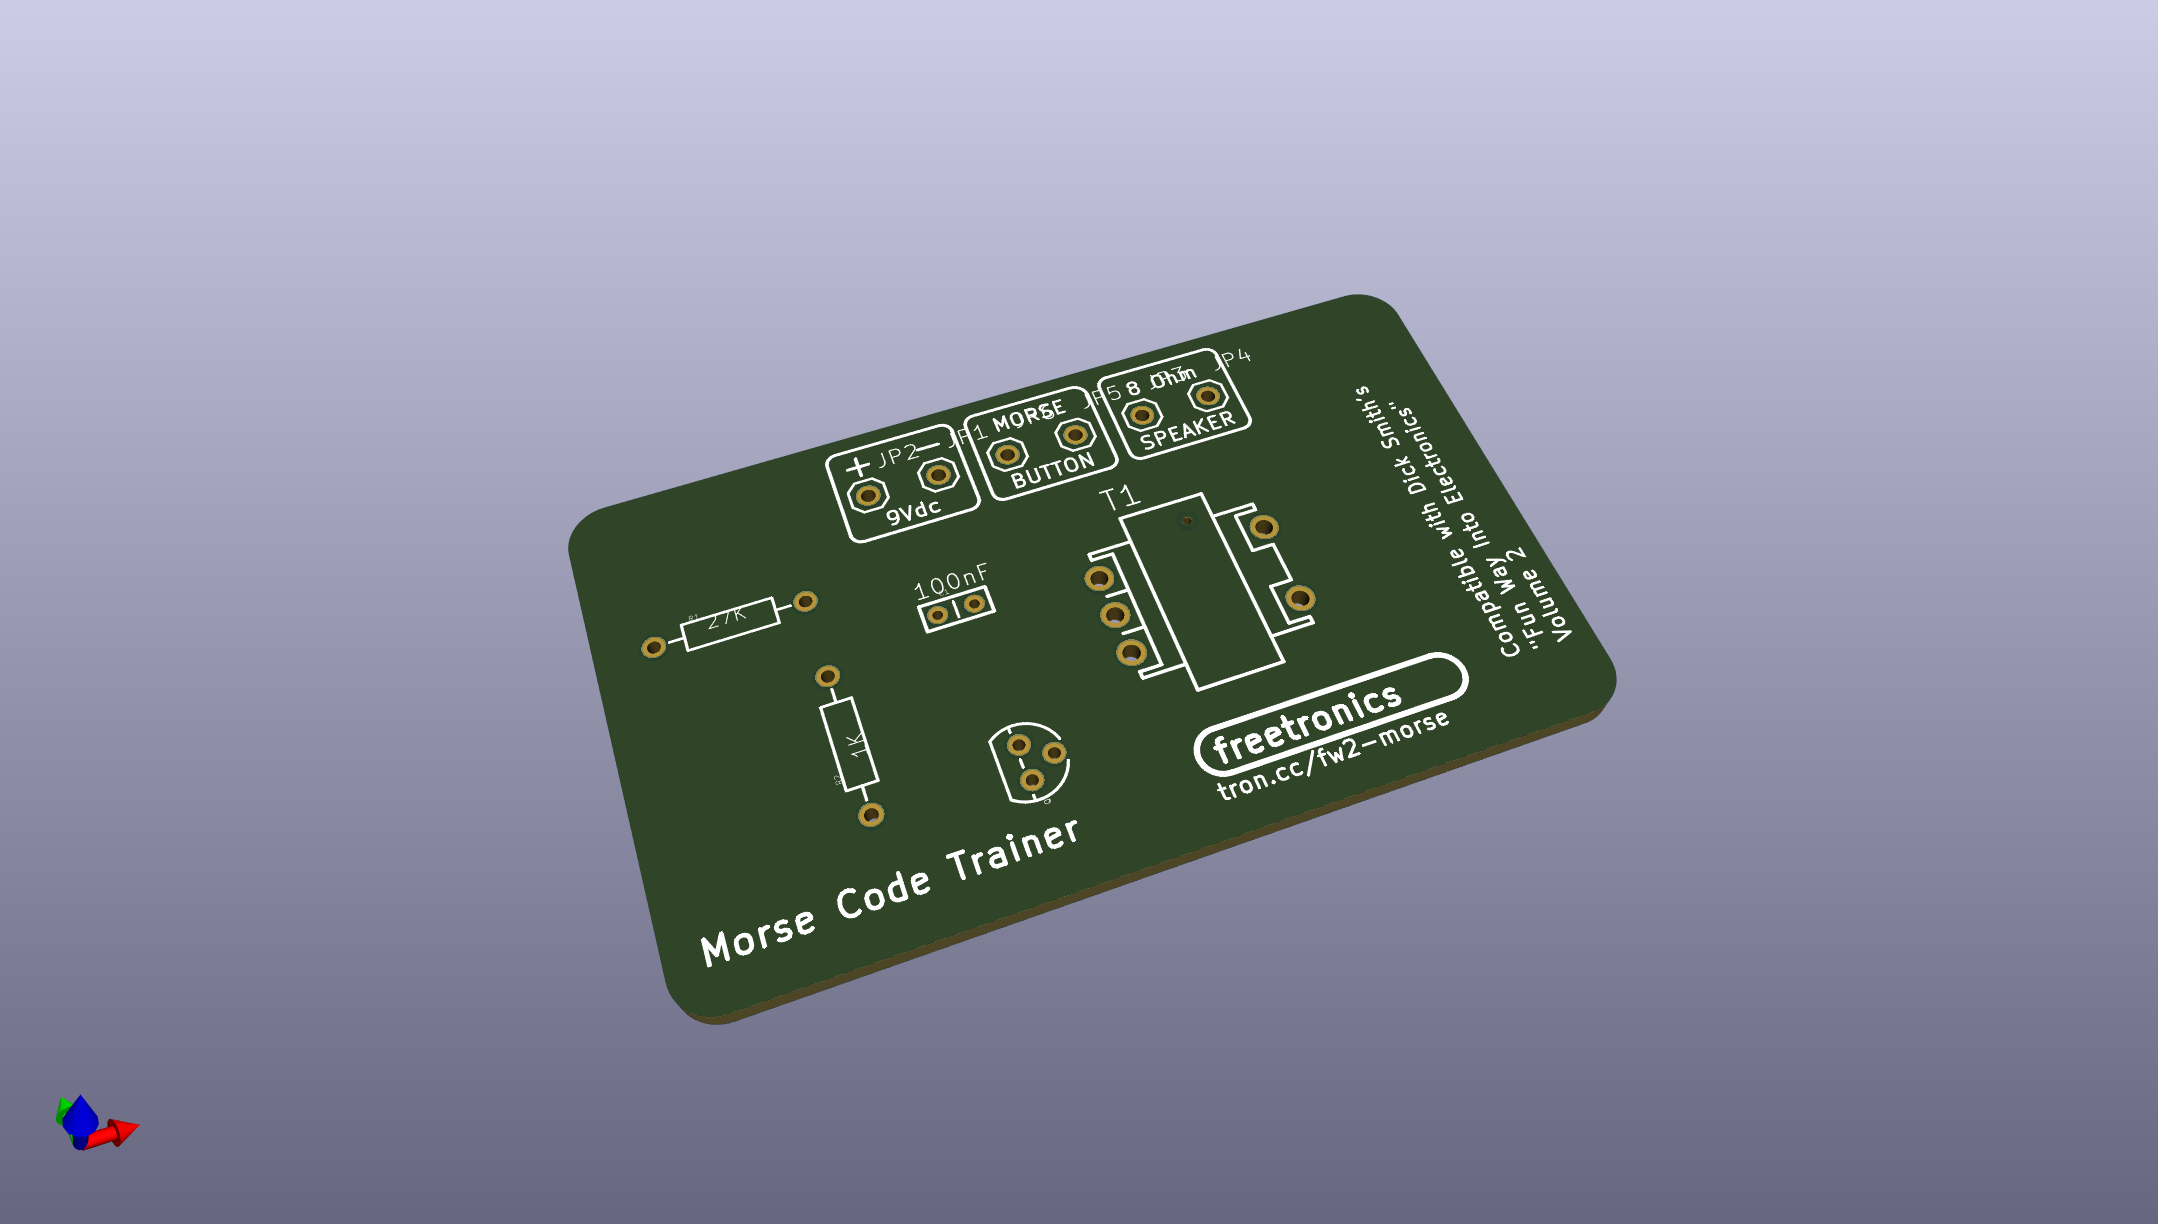 JP4
8 Ohm
JP3
SPEAKER
JP5
MORSE
BUTTON
JP1
+ JP2 −
9Vdc
T1
100nF
27K
1K
Compatible with Dick Smith's
"Fun Way Into Electronics"
Volume 2
freetronics
tron.cc/fw2-morse
Morse Code Trainer